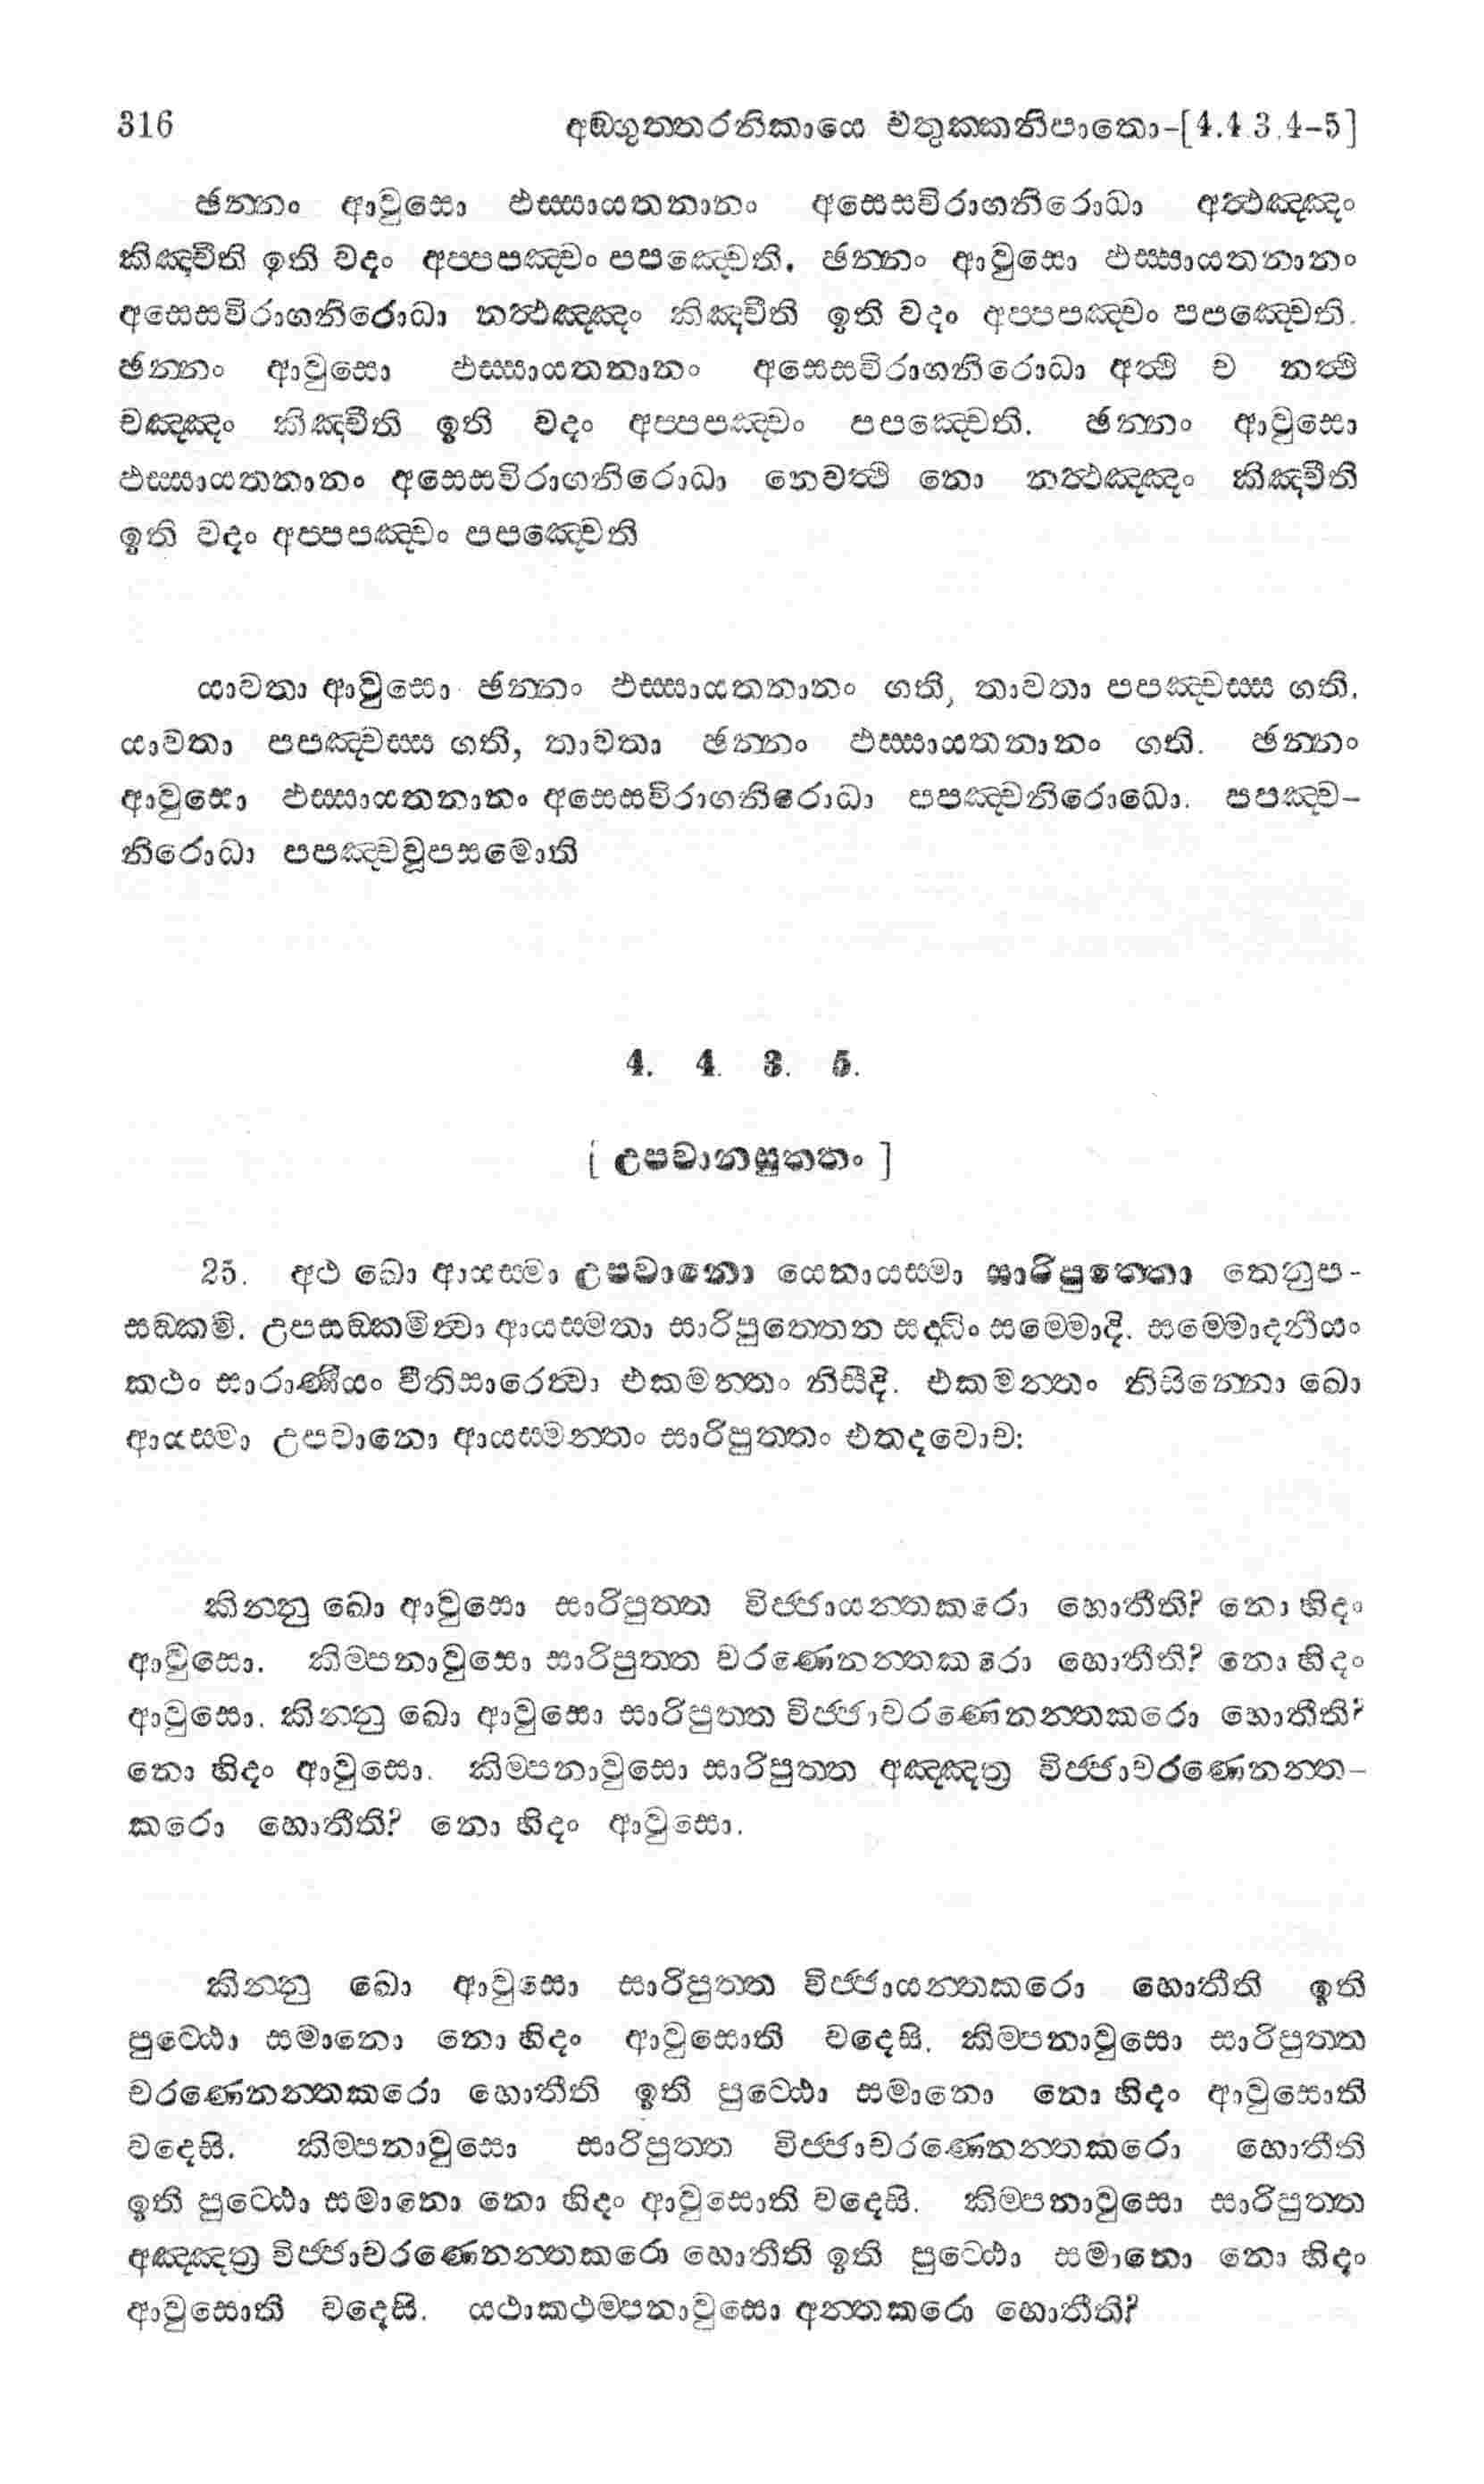 316 අඞගුත්තරනිකායෙ චතුක්කනිපාතො-[4.4.3.4-5]
ඡන්නං ආවුසො ඵස්සායතනානං අසෙසවිරාගනිරොධා අත්ථඤ්ඤං
කිඤ්චීති ඉති වදං අප්පපඤ්චං පපඤ්චෙති. ඡන්නං ආවුසො ඵස්සායතනානං
අසෙසවිරාගනිරොධා නත්ථඤ්ඤං කිඤ්චීති ඉති වදං අප්පපඤ්චං පපඤ්චෙති.
ඡන්නං ආවුසො ඵස්සායතනානං අසෙසවිරාගනිරොධා අත්ථි ච නත්ථි
චඤ්ඤං කිඤ්චීති ඉති වදං අප්පපඤ්චං පපඤ්චෙති. ඡන්නං ආවුසො
ඵස්සායතනානං අසෙසවිරාගනිරොධා නෙවත්ථි නො නත්ථඤ්ඤං කිඤ්චීති
ඉති වදං අප්පපඤ්චං පපඤ්චෙති
යාවතා ආවුසො ඡන්නං ඵස්සායතනානං ගති, තාවතා පපඤ්චස්ස ගති.
යාවතා පපඤ්චස්ස ගති, තාවතා ඡන්නං ඵස්සායතනානං ගති. ඡන්නං
ආවුසො ඵස්සායතනානං අසෙසවිරාගනිරොධා පපඤ්චනිරොධො. පපඤ්ච-
නිරොධා පපඤ්චවූපසමොති
4. 4. 3. 5.
[ උපවානසුත්තං ]
25. අථ ඛො ආයස්මා උපවානො යෙනායස්මා සාරිපුත්තො තෙනුප-
සඞ්කමි. උපසඞ්කමිත්වා ආයස්මතා සාරිපුත්තෙන සද්ධිං සම්මොදි. සම්මොදනීයං
කථං සාරාණීයං වීතිසාරෙත්වා එකමන්තං නිසීදි. එකමන්තං නිසින්නො ඛො
ආයස්මා උපවානො ආයස්මන්තං සාරිපුත්තං එතදවොච:
කින්නු ඛො ආවුසො සාරිපුත්ත විජ්ජායන්තකරො හොතීති? නො හිදං
ආවුසො. කිම්පනාවුසො සාරිපුත්ත චරණෙනන්තකරො හොතීති? නො හිදං
ආවුසො. කින්නු ඛො ආවුසො සාරිපුත්ත විජ්ජාචරණෙනන්තකරො හොතීති?
නො හිදං ආවුසො. කිම්පනාවුසො සාරිපුත්ත අඤ්ඤත්‍ර විජ්ජාචරණෙනන්ත-
කරො හොතීති? නො හිදං ආවුසො.
කින්නු ඛො ආවුසො සාරිපුත්ත විජ්ජායන්තකරො හොතීති ඉති
පුට්ඨො සමානො නො හිදං ආවුසොති වදෙසි. කිම්පනාවුසො සාරිපුත්ත
චරණෙනන්තකරො හොතීති ඉති පුට්ඨො සමානො නො හිදං ආවුසොති
වදෙසි. කිම්පනාවුසො සාරිපුත්ත විජ්ජාචරණෙනන්තකරො හොතීති
ඉති පුට්ඨො සමානො නො හිදං ආවුසොති වදෙසි. කිම්පනාවුසො සාරිපුත්ත
අඤ්ඤත්‍ර විජ්ජාචරණෙනන්තකරො හොතීති ඉති පුට්ඨො සමානො නො හිදං
ආවුසොති වදෙසි. යථාකථම්පනාවුසො අන්තකරො හොතීති?